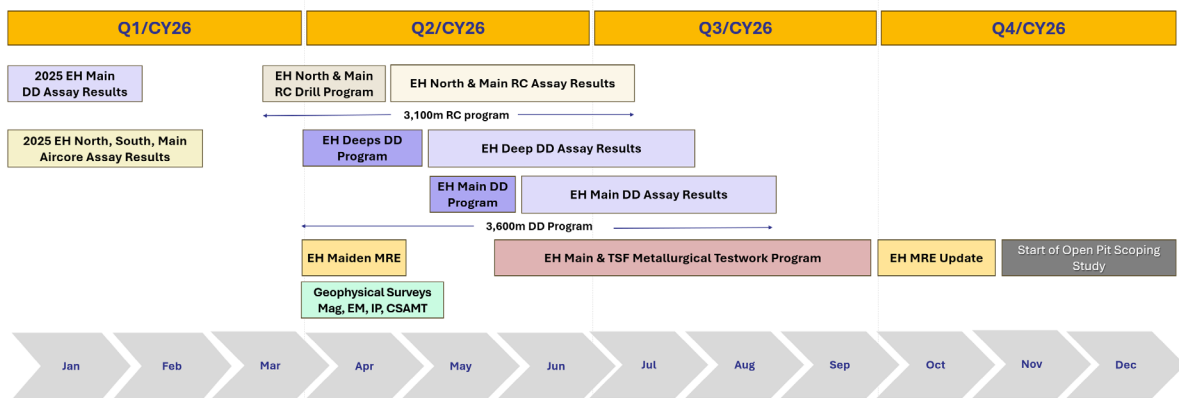 Q1/CY26
Q2/CY26
Q3/CY26
Q4/CY26
2025 EH Main
DD Assay Results
EH North & Main
RC Drill Program
EH North & Main RC Assay Results
3,100m RC program
2025 EH North, South, Main
Aircore Assay Results
EH Deeps DD
Program
EH Deep DD Assay Results
EH Main DD
Program
EH Main DD Assay Results
3,600m DD Program
EH Maiden MRE
EH Main & TSF Metallurgical Testwork Program
EH MRE Update
Start of Open Pit Scoping
Study
Geophysical Surveys
Mag, EM, IP, CSAMT
Jan
Feb
Mar
Apr
May
Jun
Jul
Aug
Sep
Oct
Nov
Dec